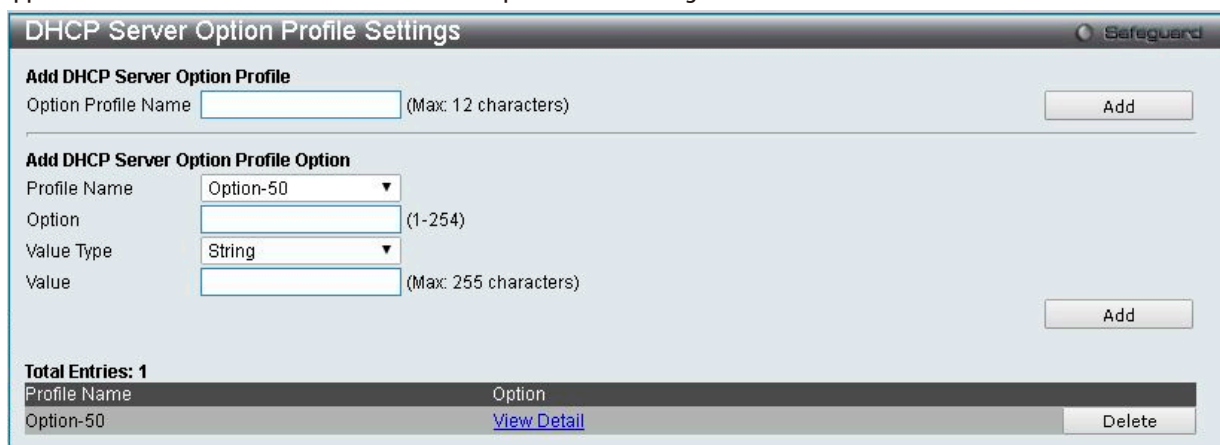 DHCP Server Option Profile Settings
Safeguard
Add DHCP Server Option Profile
Option Profile Name (Max: 12 characters) Add
Add DHCP Server Option Profile Option
Profile Name Option-50
Option (1-254)
Value Type String
Value (Max: 255 characters)
Add
Total Entries: 1
Profile Name Option
Option-50 View Detail Delete